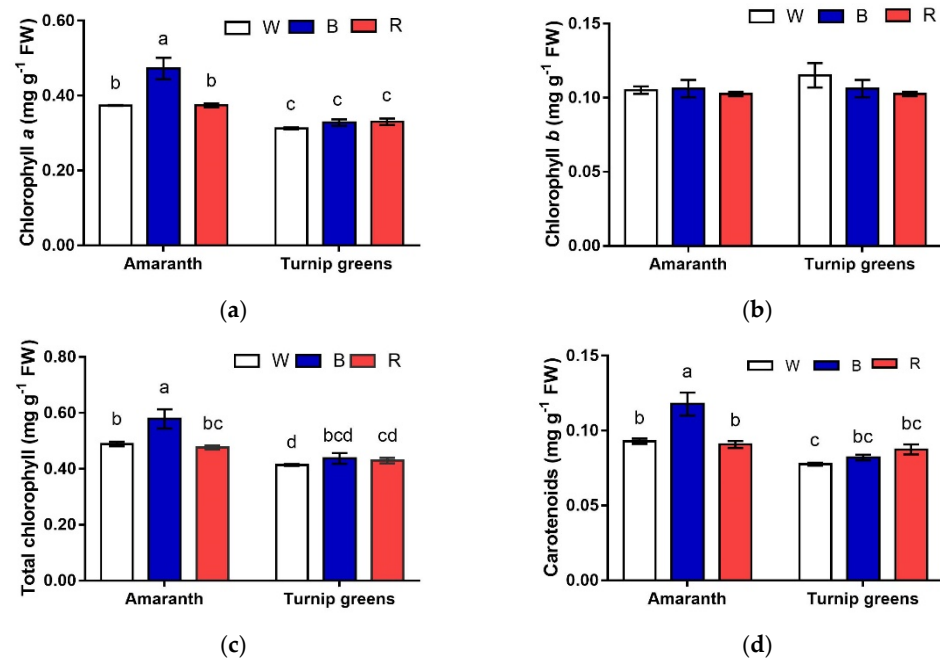 Chlorophyll a (mg g-1 FW)
0.60
0.40
0.20
0.00
W B R
b a b c c c
Amaranth Turnip greens
(a)
Chlorophyll b (mg g-1 FW)
0.15
0.10
0.05
0.00
W B R
Amaranth Turnip greens
(b)
Total chlorophyll (mg g-1 FW)
0.80
0.60
0.40
0.20
0.00
W B R
b a bc d bcd cd
Amaranth Turnip greens
(c)
Carotenoids (mg g-1 FW)
0.15
0.10
0.05
0.00
W B R
b a b c bc bc
Amaranth Turnip greens
(d)